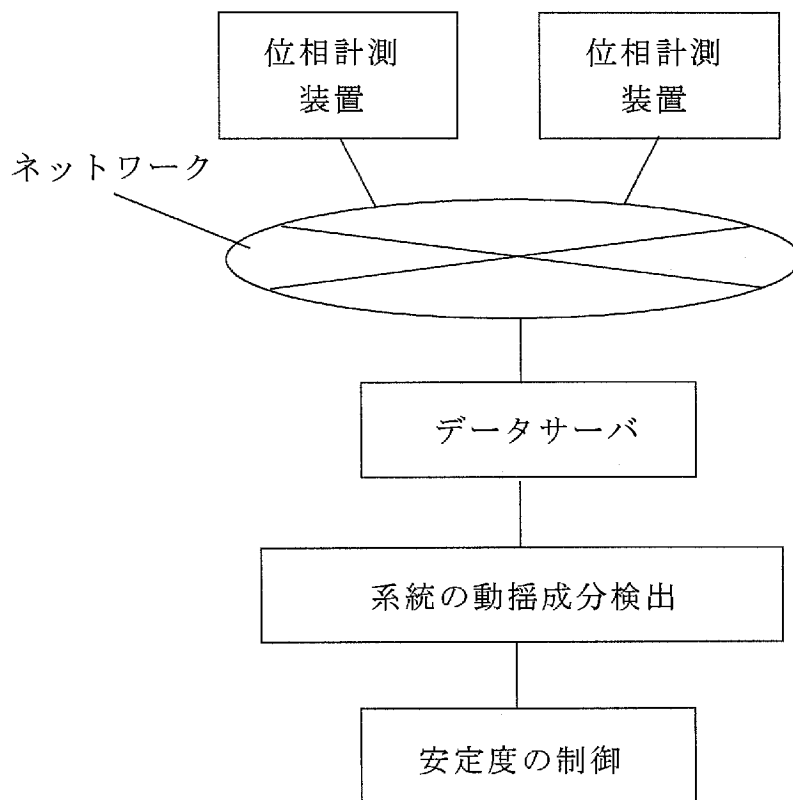 位相計測
装置
位相計測
装置
ネットワーク
データサーバ
系統の動揺成分検出
安定度の制御